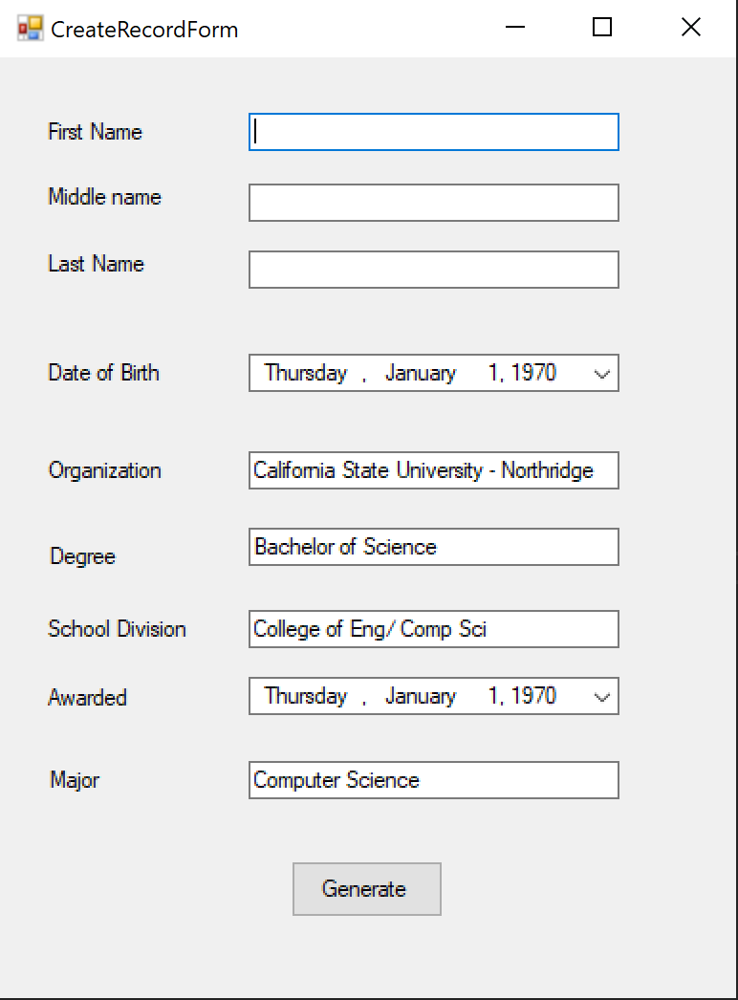 CreateRecordForm
First Name
Middle name
Last Name
Date of Birth Thursday , January 1, 1970
Organization California State University - Northridge
Degree Bachelor of Science
School Division College of Eng/ Comp Sci
Awarded Thursday , January 1, 1970
Major Computer Science
Generate